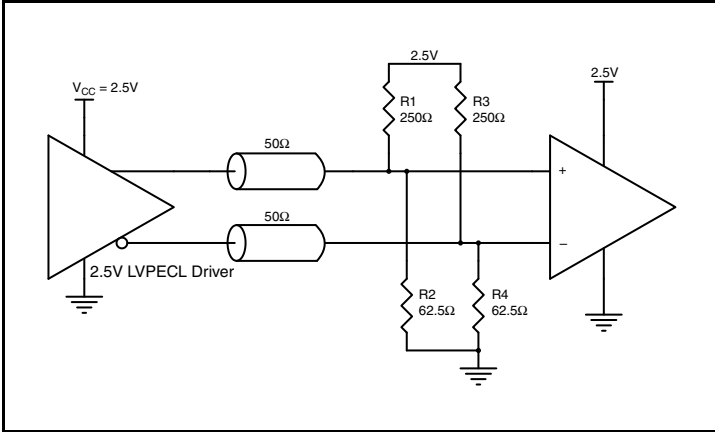 2.5V
V_CC = 2.5V
2.5V
R1
250Ω
R3
250Ω
50Ω
+
50Ω
–
2.5V LVPECL Driver
R2
62.5Ω
R4
62.5Ω